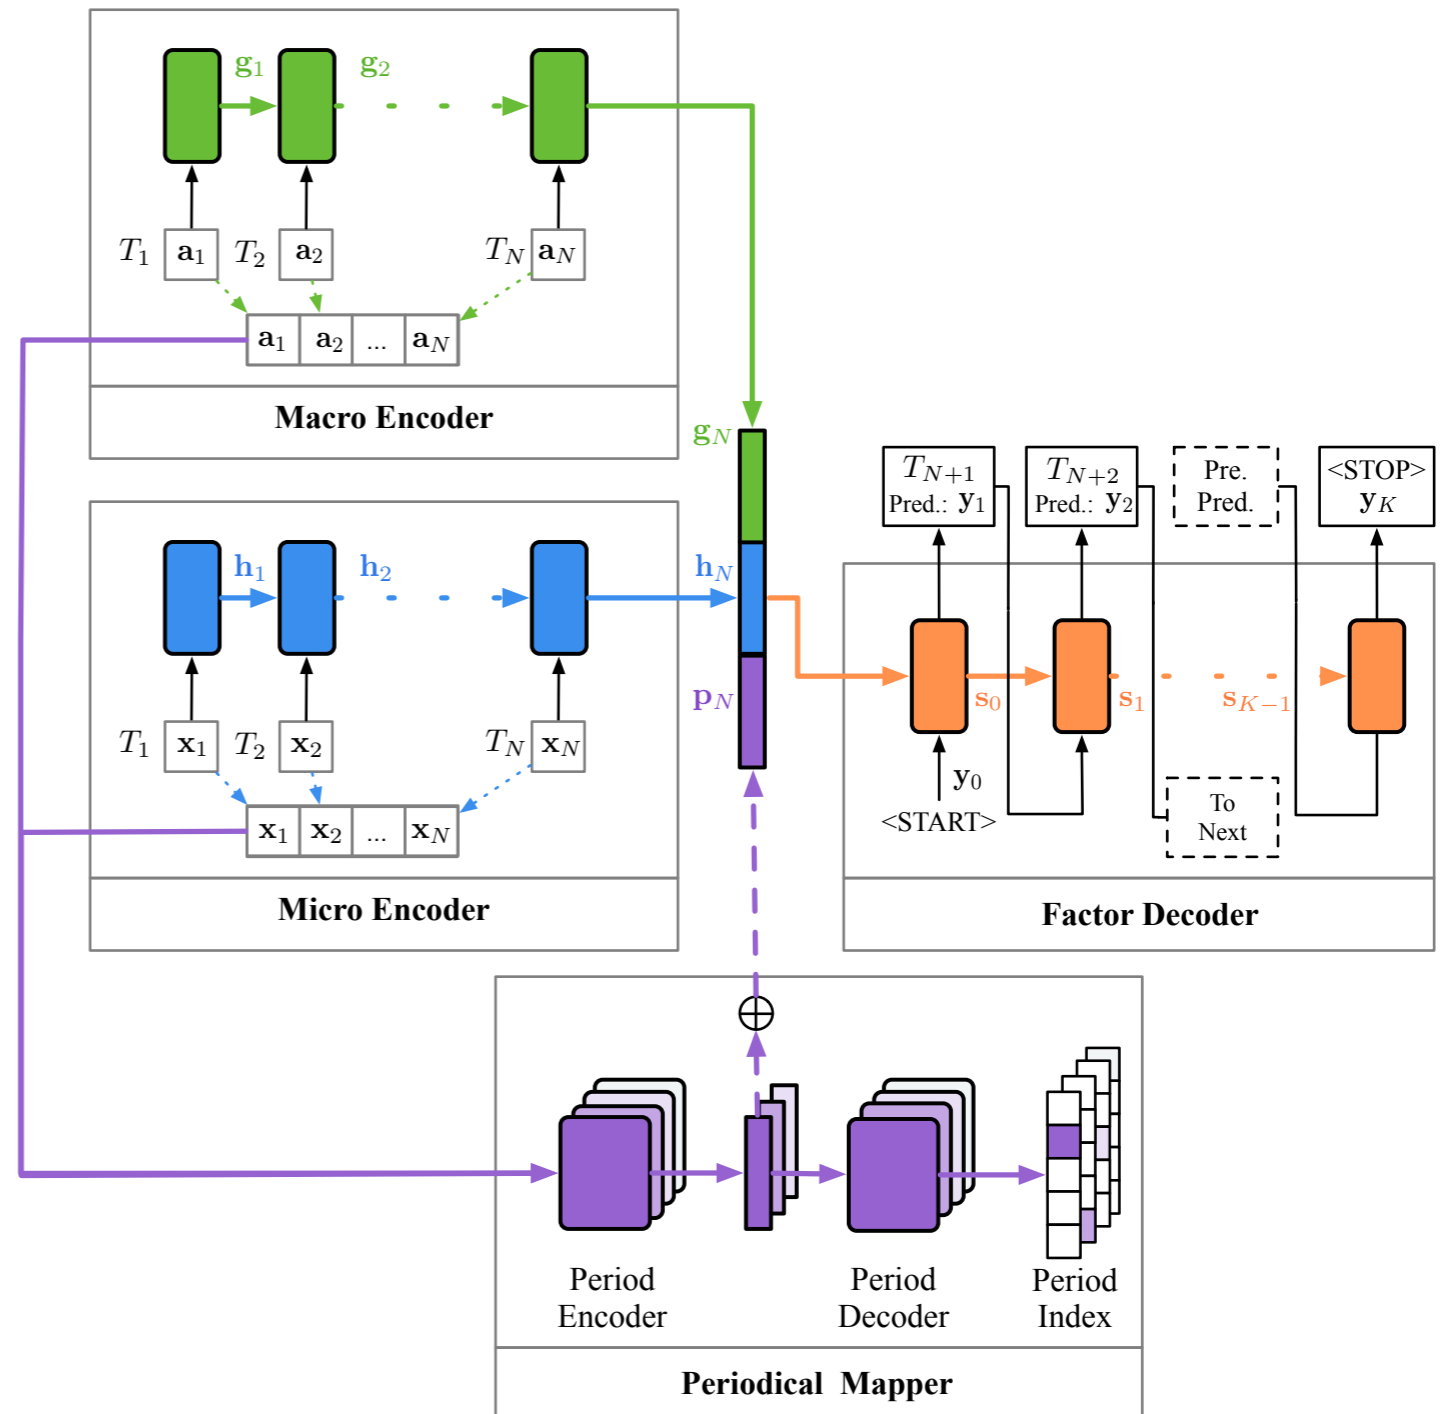 g1 g2
T1 a1 T2 a2 TN aN
a1 a2 ... aN
Macro Encoder
gN
h1 h2 hN
T1 x1 T2 x2 TN xN
x1 x2 ... xN
Micro Encoder
pN
TN+1
Pred.: y1
TN+2
Pred.: y2
Pre.
Pred.
<STOP>
yK
s0 s1 sK−1
y0
<START>
To
Next
Factor Decoder
Period
Encoder
Period
Decoder
Period
Index
Periodical Mapper